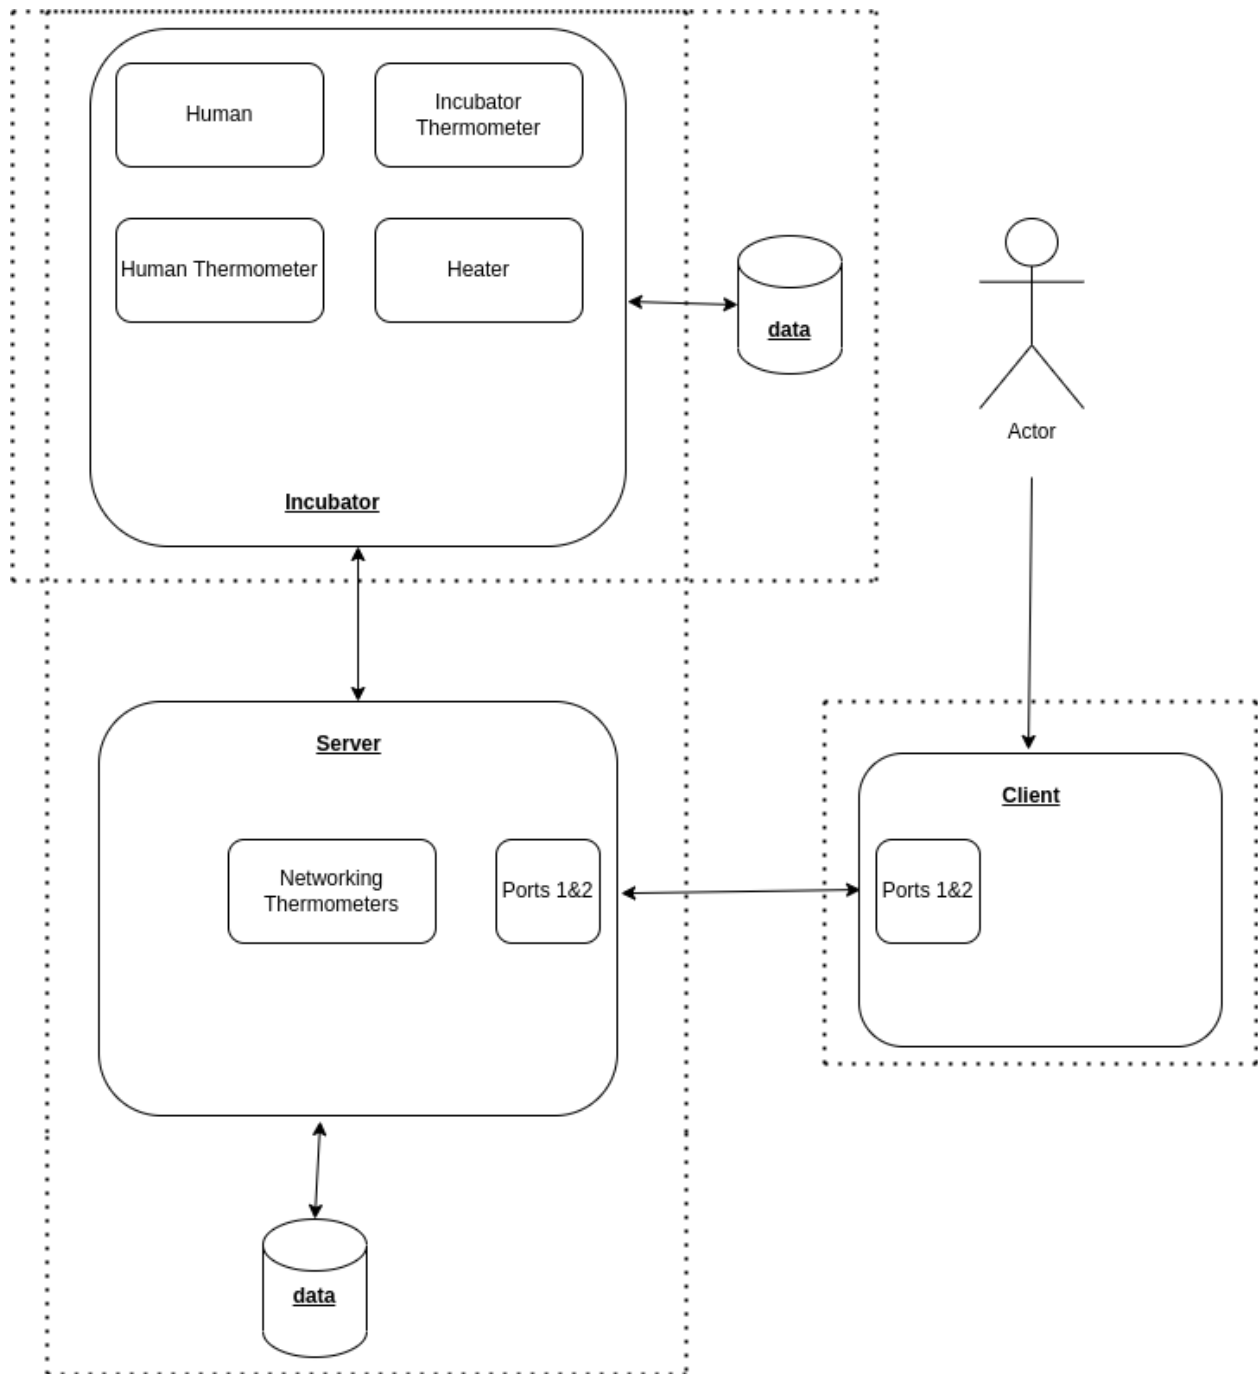 Human
Incubator
Thermometer
Human Thermometer
Heater
data
Actor
Incubator
Server
Client
Networking
Thermometers
Ports 1&2
Ports 1&2
data